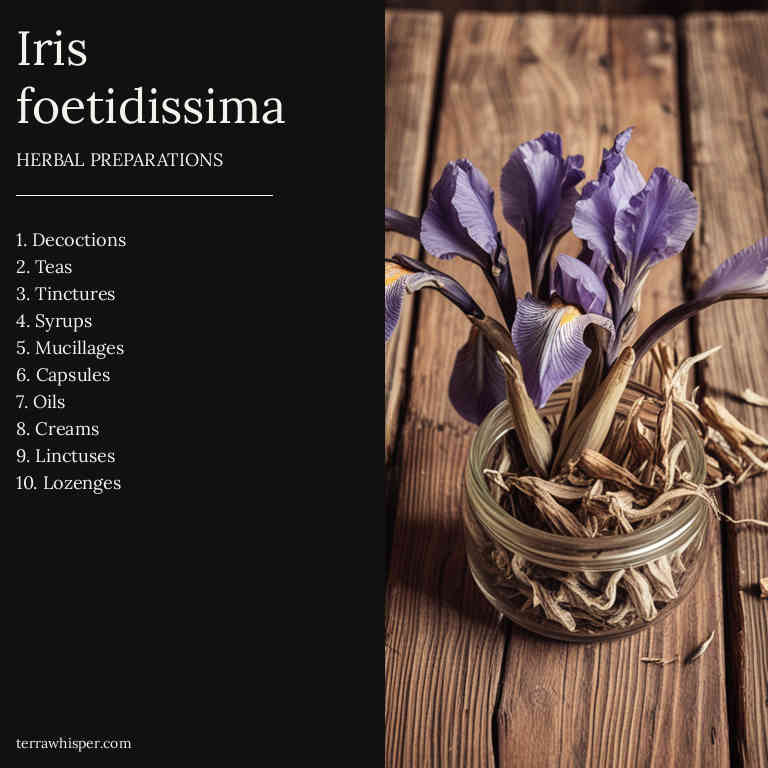 Iris
foetidissima
HERBAL PREPARATIONS
1. Decoctions
2. Teas
3. Tinctures
4. Syrups
5. Mucillages
6. Capsules
7. Oils
8. Creams
9. Linctuses
10. Lozenges
terrawhisper.com